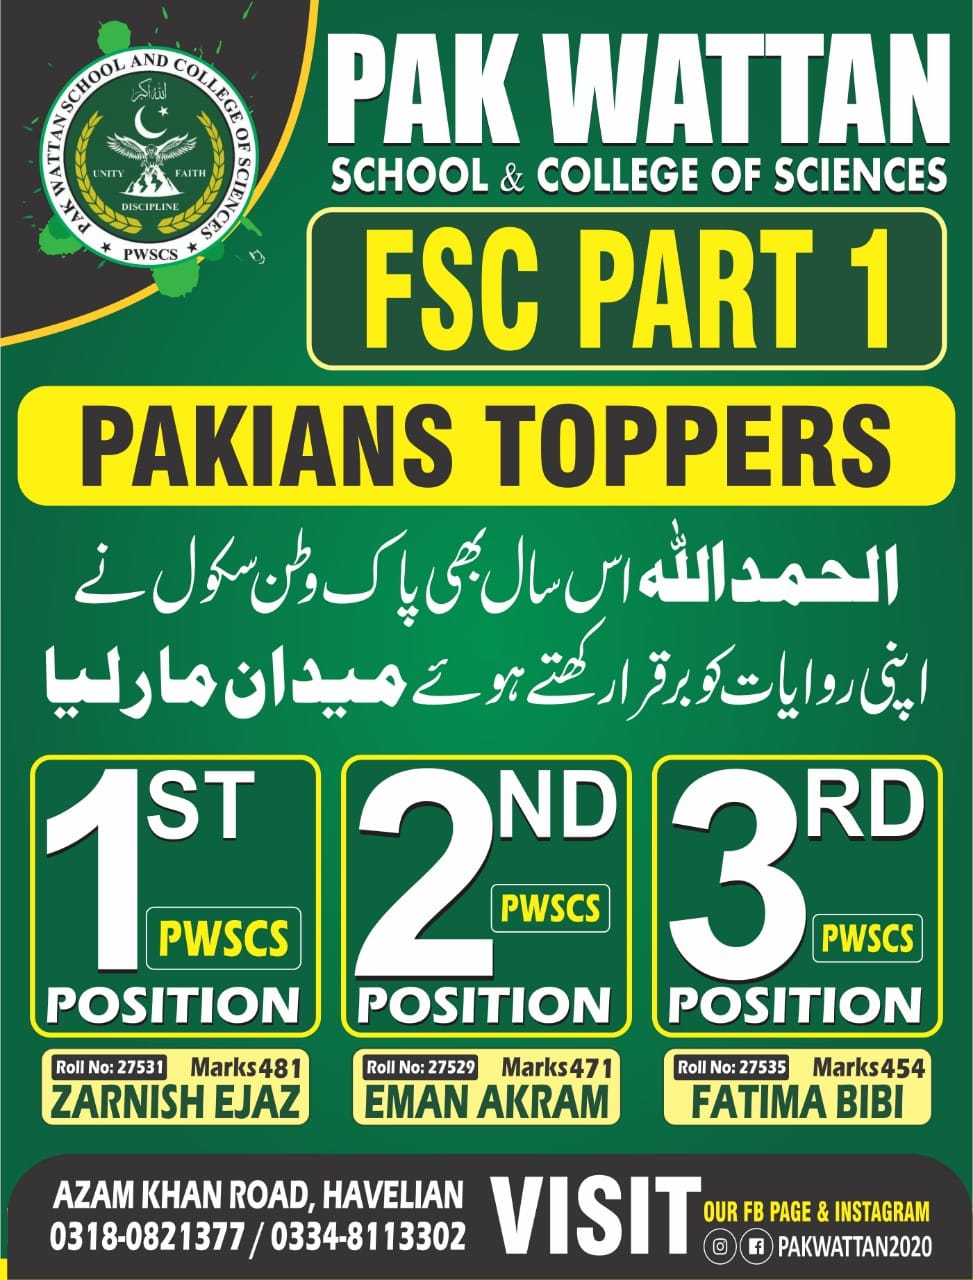 PAK WATTAN SCHOOL AND COLLEGE OF SCIENCES
الله أكبر
UNITY FAITH
DISCIPLINE
PWSCS
PAK WATTAN
SCHOOL & COLLEGE OF SCIENCES
FSC PART 1
PAKIANS TOPPERS
الحمدالله اس سال بھی پاک وطن سکول نے
اپنی روایات کو برقرار رکھتے ہوئے میدان مار لیا
1ST
PWSCS
POSITION
Roll No: 27531 Marks 481
ZARNISH EJAZ
2ND
PWSCS
POSITION
Roll No: 27529 Marks 471
EMAN AKRAM
3RD
PWSCS
POSITION
Roll No: 27535 Marks 454
FATIMA BIBI
AZAM KHAN ROAD, HAVELIAN
0318-0821377 / 0334-8113302
VISIT
OUR FB PAGE & INSTAGRAM
PAKWATTAN2020